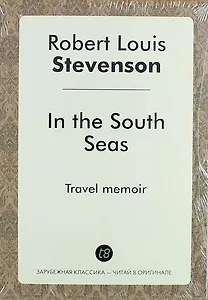 Robert Louis
Stevenson
In the South
Seas
Travel memoir
t8
ЗАРУБЕЖНАЯ КЛАССИКА — ЧИТАЙ В ОРИГИНАЛЕ